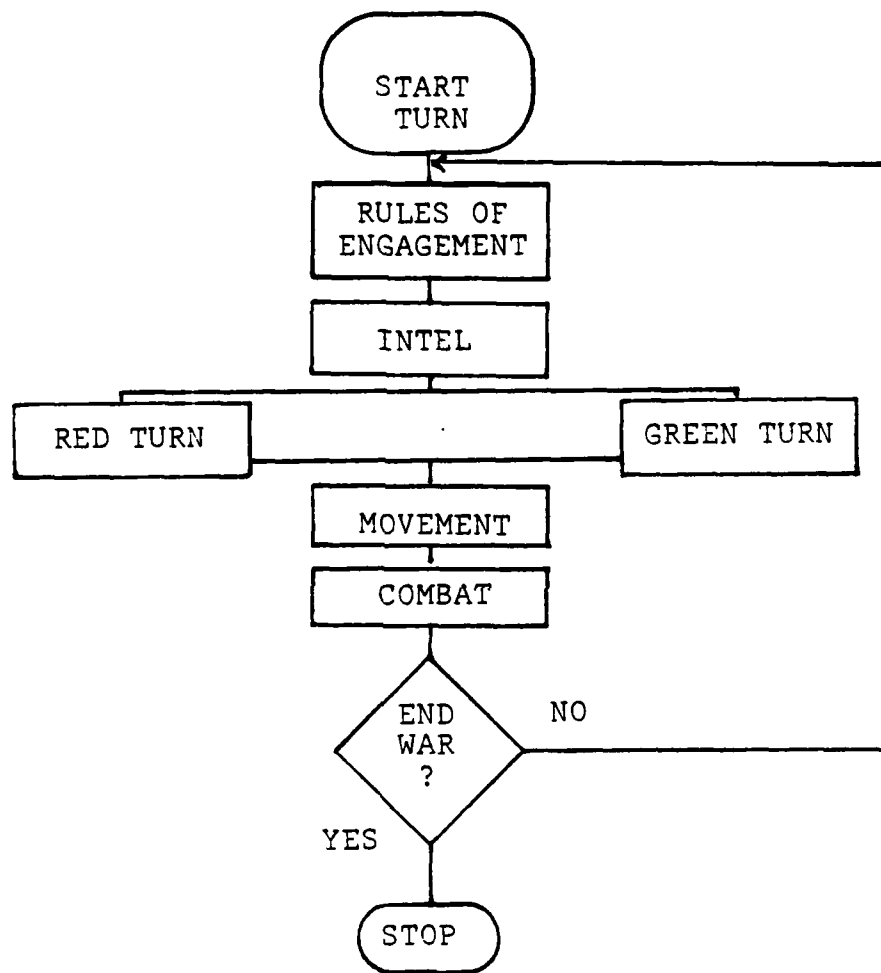 START
TURN
RULES OF
ENGAGEMENT
INTEL
RED TURN
GREEN TURN
MOVEMENT
COMBAT
END
WAR
?
NO
YES
STOP